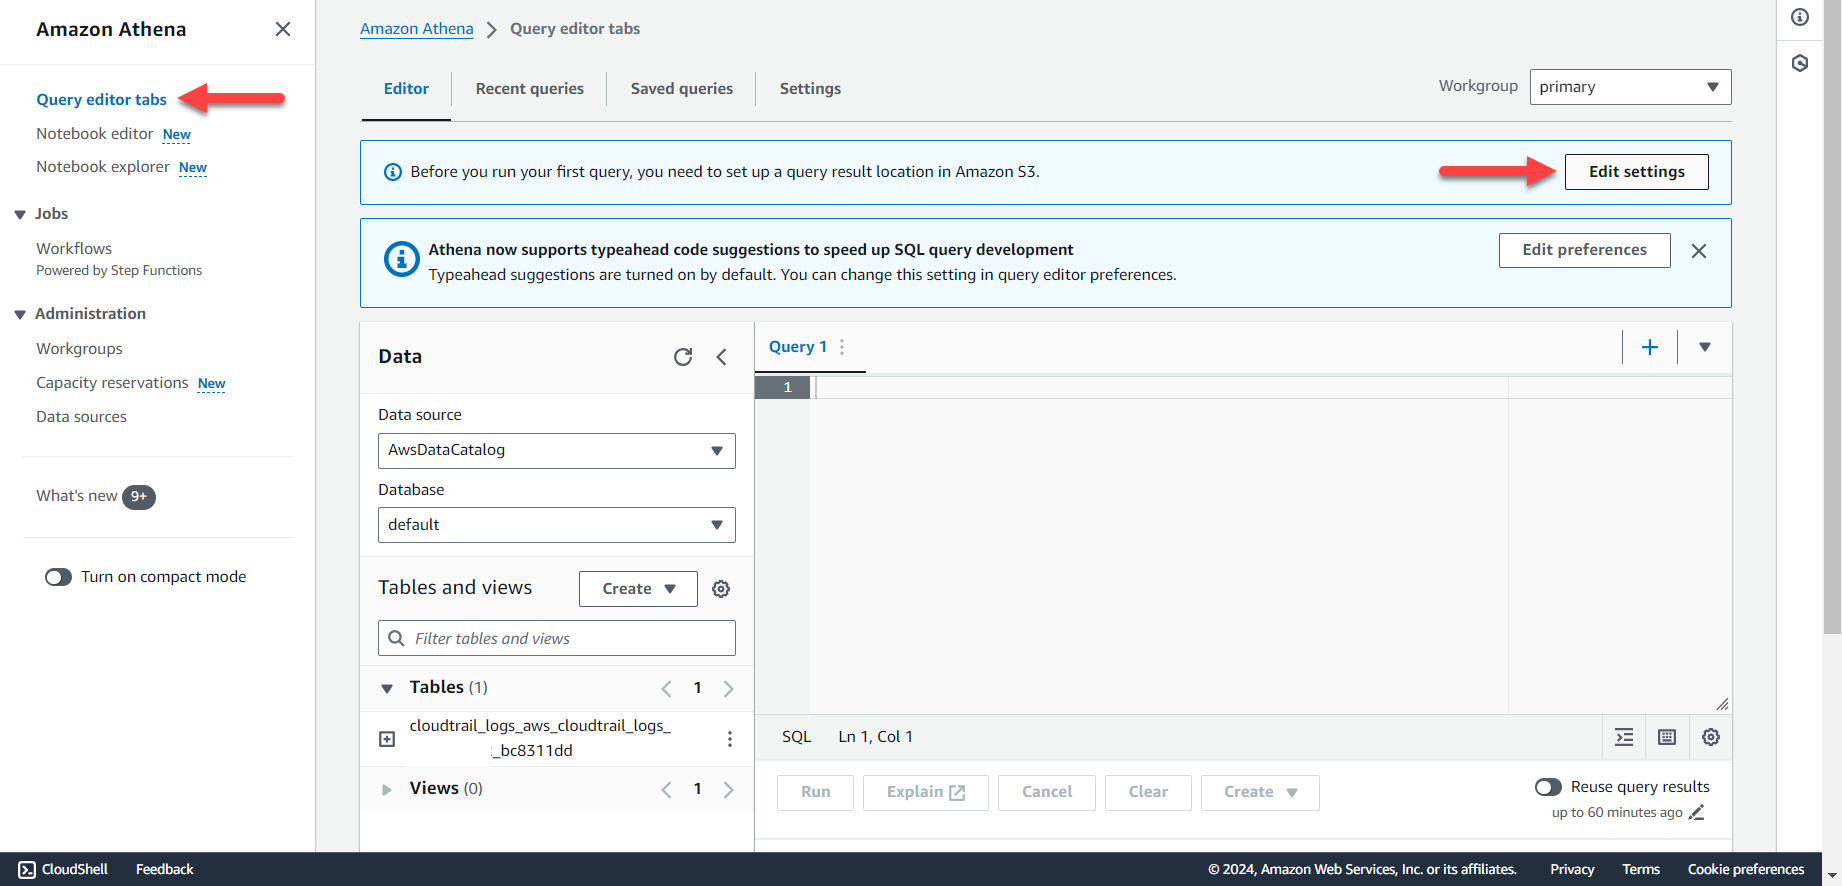 Amazon Athena
Query editor tabs
Notebook editor New
Notebook explorer New
Jobs
Workflows
Powered by Step Functions
Administration
Workgroups
Capacity reservations New
Data sources
What's new 9+
Turn on compact mode
Amazon Athena > Query editor tabs
Editor Recent queries Saved queries Settings Workgroup primary
Before you run your first query, you need to set up a query result location in Amazon S3. Edit settings
Athena now supports typeahead code suggestions to speed up SQL query development
Typeahead suggestions are turned on by default. You can change this setting in query editor preferences. Edit preferences
Data
Data source
AwsDataCatalog
Database
default
Tables and views Create
Filter tables and views
Tables (1) 1
cloudtrail_logs_aws_cloudtrail_logs_
_bc8311dd
Views (0) 1
Query 1
1
SQL Ln 1, Col 1
Run Explain Cancel Clear Create Reuse query results
up to 60 minutes ago
CloudShell Feedback © 2024, Amazon Web Services, Inc. or its affiliates. Privacy Terms Cookie preferences